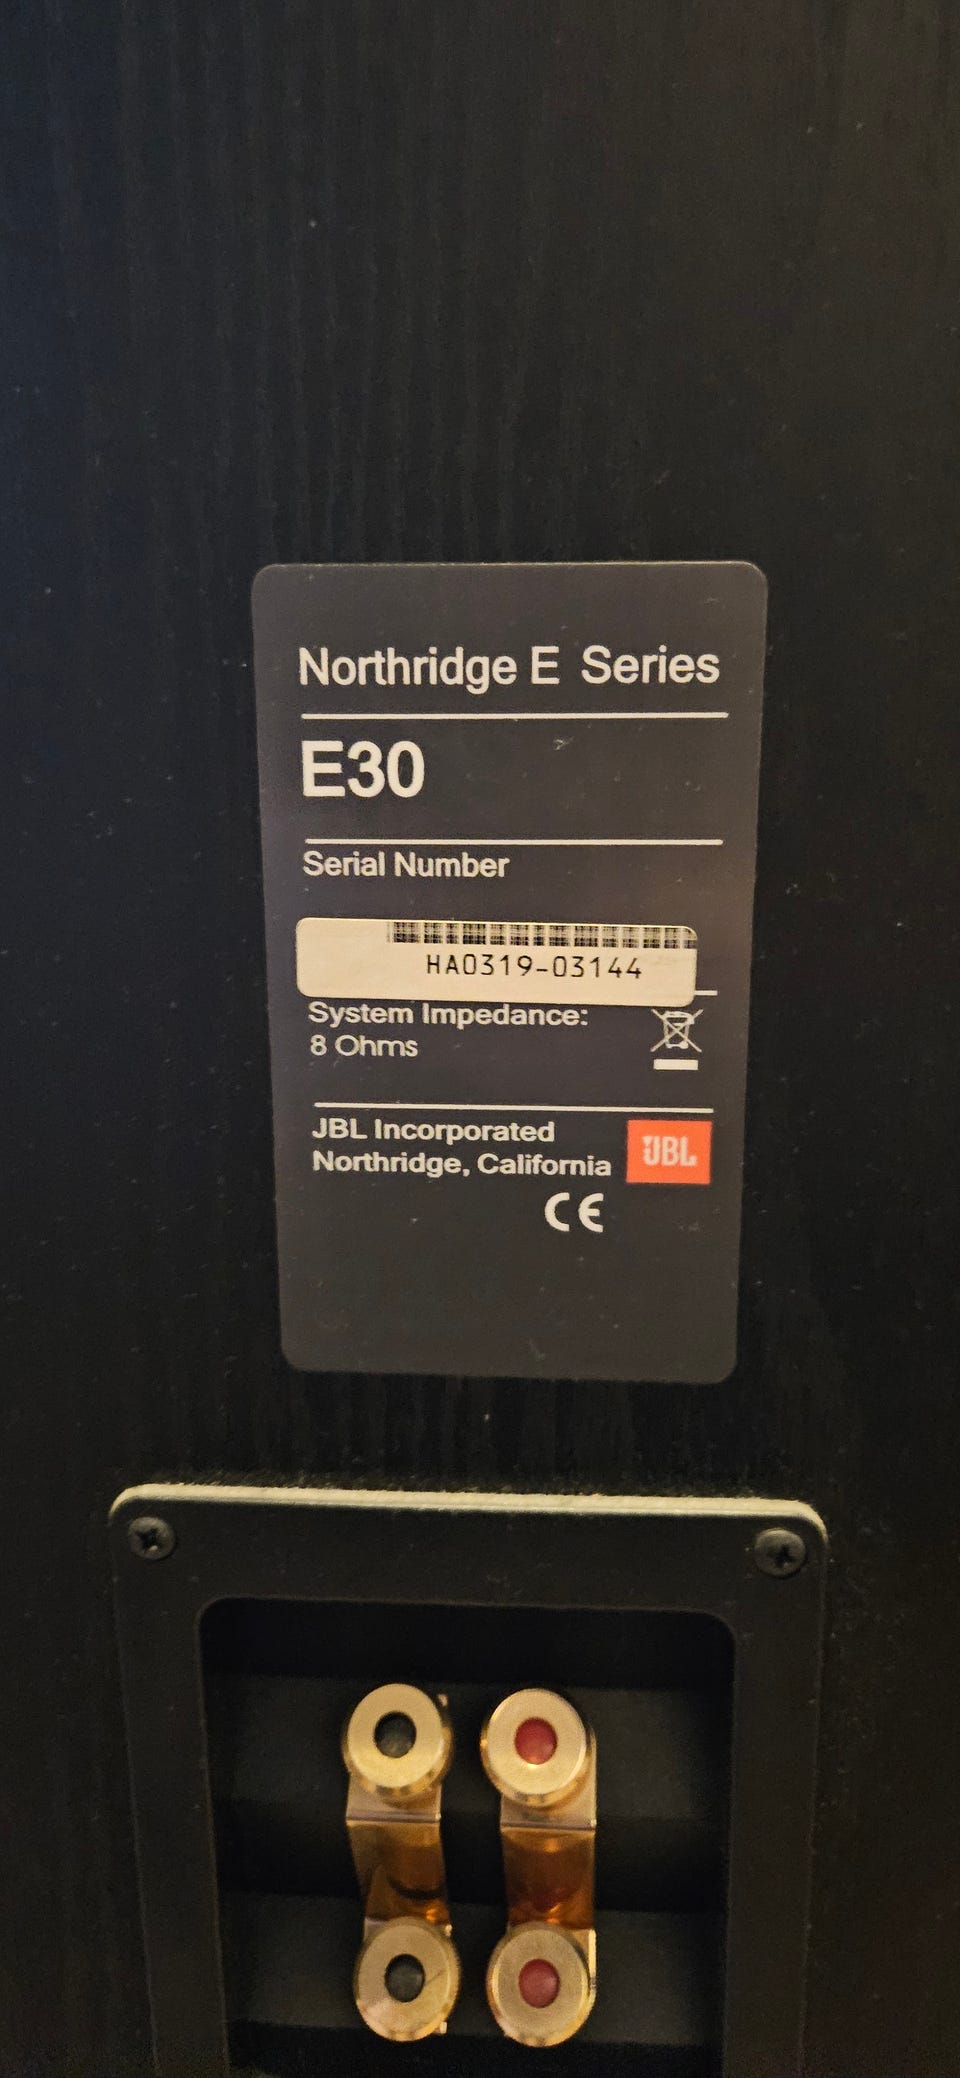 Northridge E Series
E30
Serial Number
HA0319-03144
System Impedance:
8 Ohms
JBL Incorporated
Northridge, California
JBL
CE